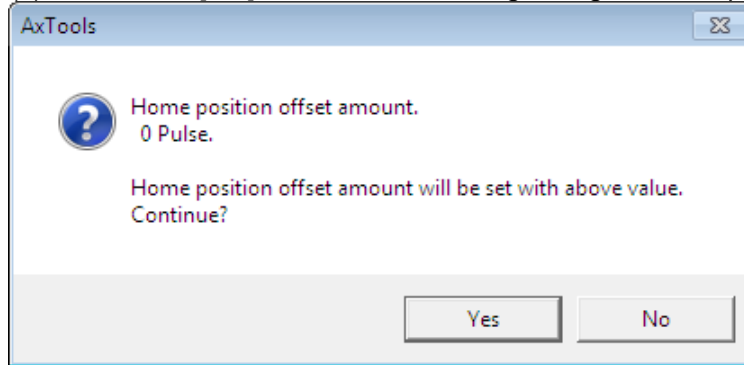 AxTools
Home position offset amount.
0 Pulse.
Home position offset amount will be set with above value.
Continue?
Yes No